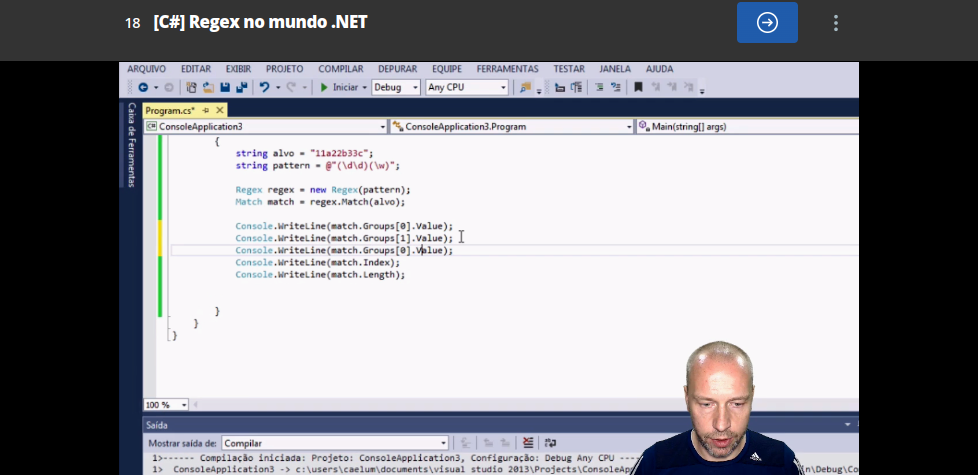 18 [C#] Regex no mundo .NET
ARQUIVO EDITAR EXIBIR PROJETO COMPILAR DEPURAR EQUIPE FERRAMENTAS TESTAR JANELA AJUDA
Iniciar Debug Any CPU
Caixa de Ferramentas
Program.cs*
ConsoleApplication3 ConsoleApplication3.Program Main(string[] args)
{
string alvo = "11a22b33c";
string pattern = @"(\d\d)(\w)";
Regex regex = new Regex(pattern);
Match match = regex.Match(alvo);
Console.WriteLine(match.Groups[0].Value);
Console.WriteLine(match.Groups[1].Value);
Console.WriteLine(match.Groups[0].Value);
Console.WriteLine(match.Index);
Console.WriteLine(match.Length);
}
}
}
100 %
Saída
Mostrar saída de: Compilar
1>------ Compilação iniciada: Projeto: ConsoleApplication3, Configuração: Debug Any CPU ----
1> ConsoleApplication3 -> c:\users\caelum\documents\visual studio 2013\Projects\ConsoleAp n\Debug\Co